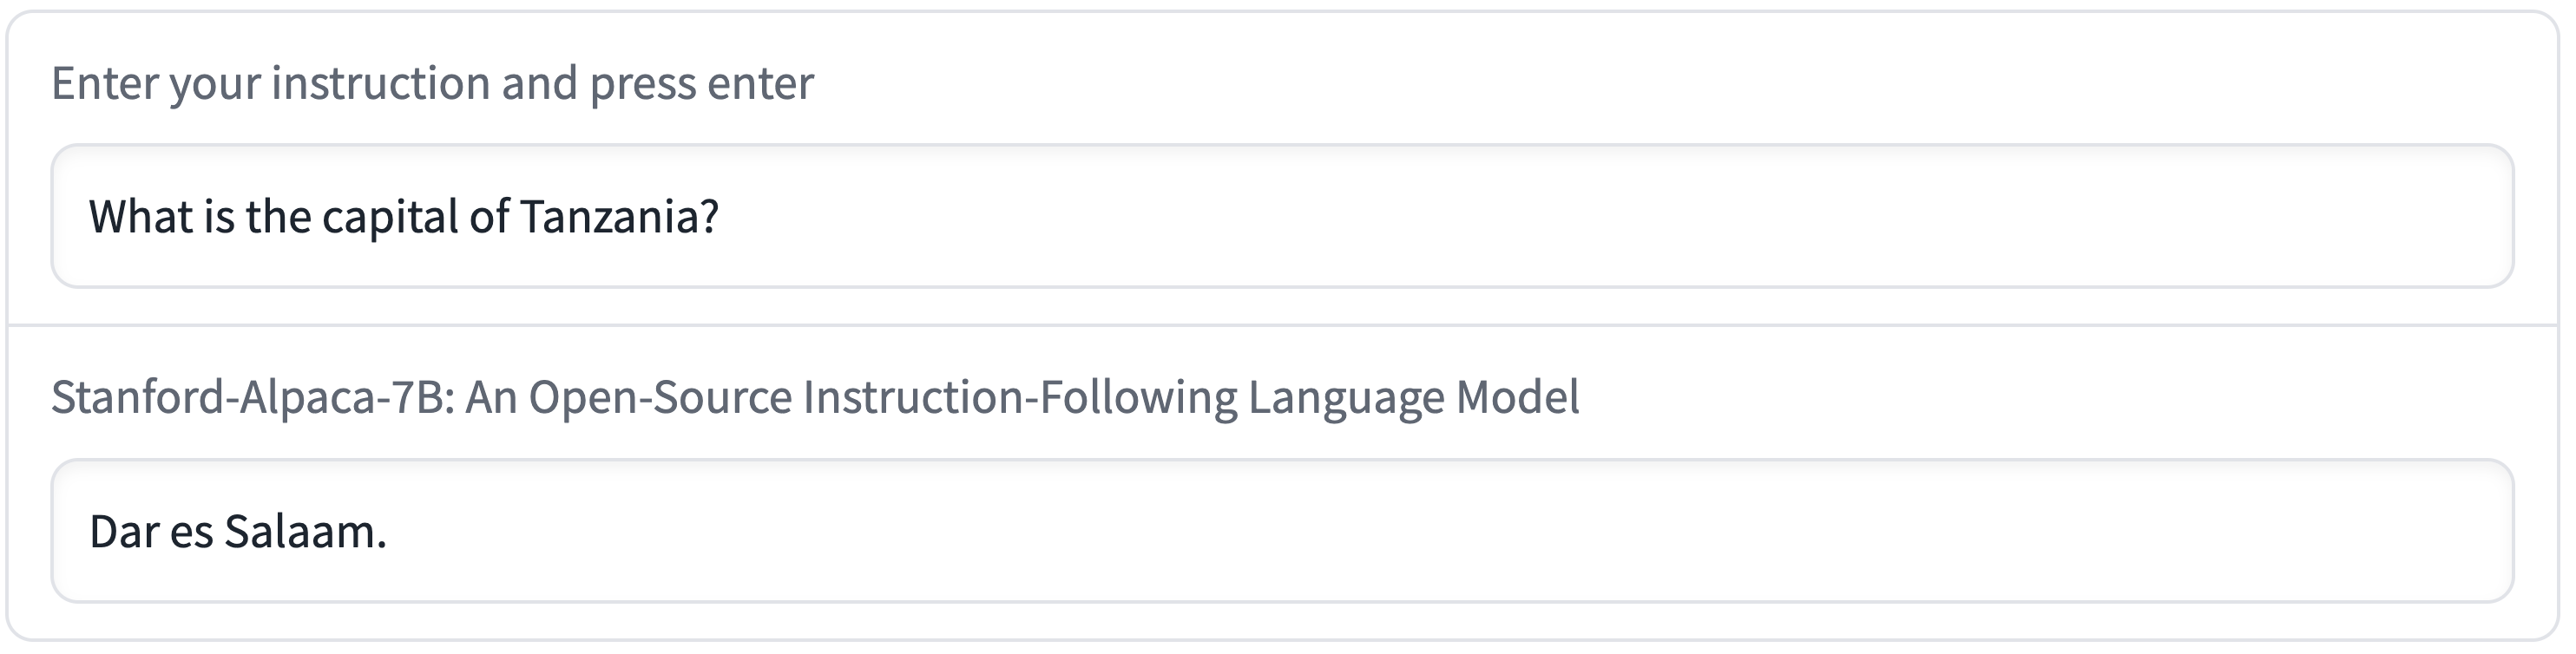 Enter your instruction and press enter
What is the capital of Tanzania?
Stanford-Alpaca-7B: An Open-Source Instruction-Following Language Model
Dar es Salaam.